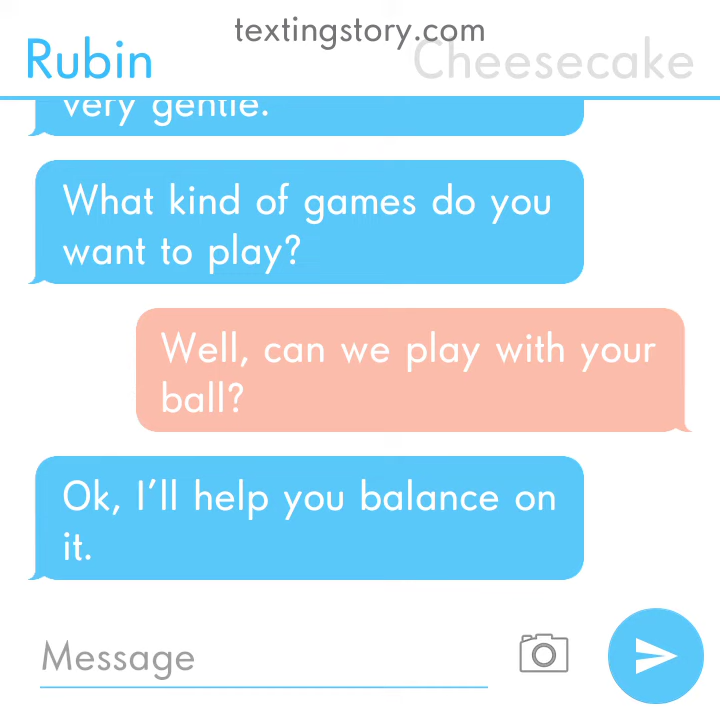 textingstory.com
Rubin
Cheesecake
very gentle.
What kind of games do you
want to play?
Well, can we play with your
ball?
Ok, I’ll help you balance on
it.
Message